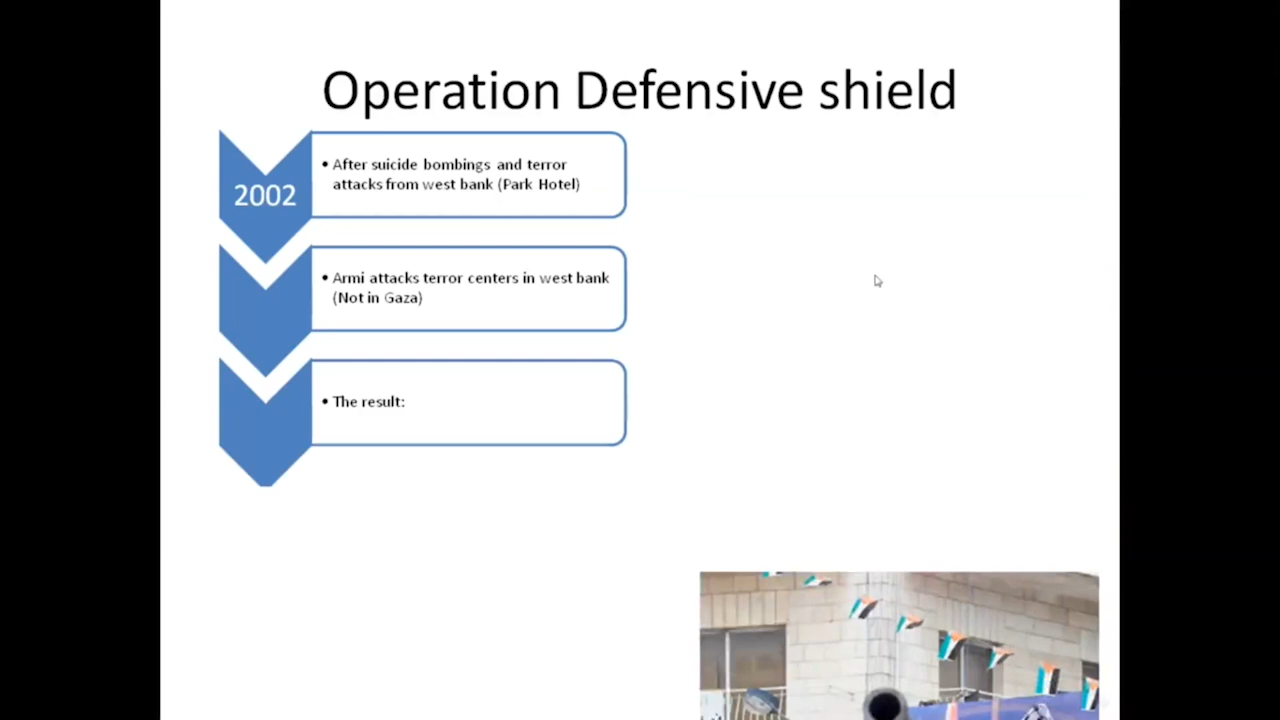 Operation Defensive shield
2002
• After suicide bombings and terror
attacks from west bank (Park Hotel)
• Armi attacks terror centers in west bank
(Not in Gaza)
• The result: